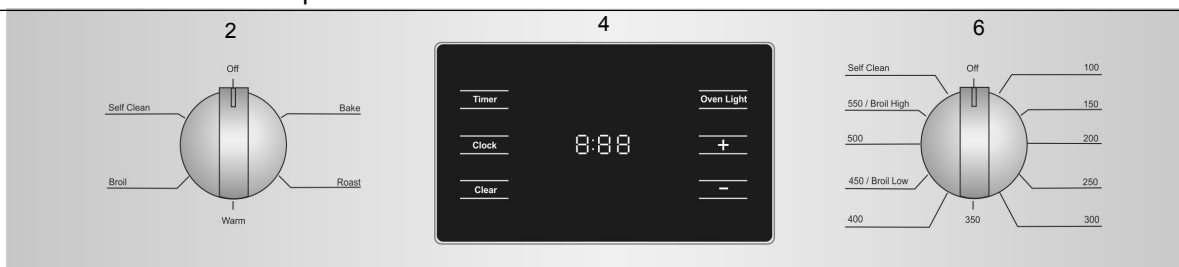 2
4
6
Off
Self Clean
Bake
Broil
Roast
Warm
Timer
Clock
Clear
8:88
Oven Light
+
−
Off
Self Clean
100
550 / Broil High
150
500
200
450 / Broil Low
250
400
350
300